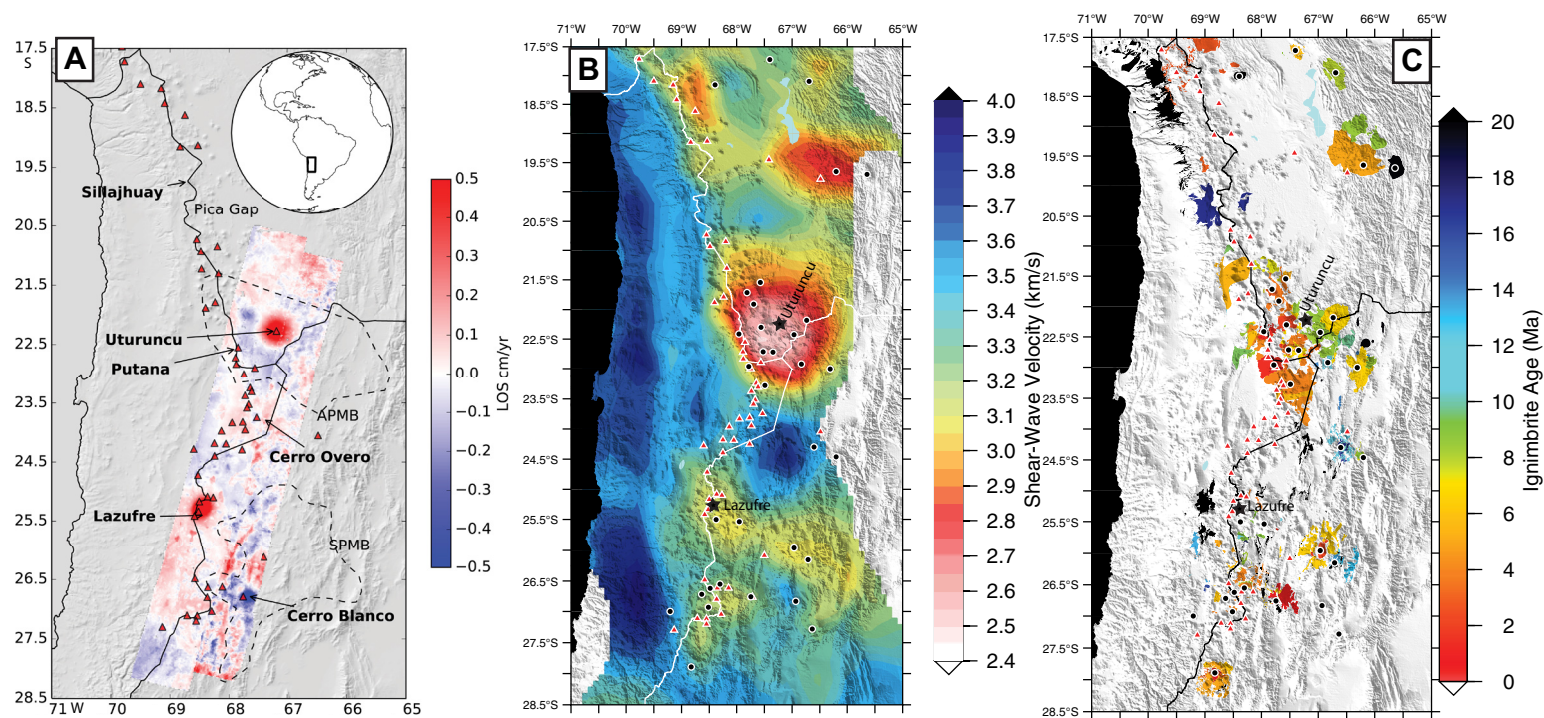 A
17.5
S
18.5
19.5
20.5
21.5
22.5
23.5
24.5
25.5
26.5
27.5
28.5
71 W
70
69
68
67
66
65
Sillajhuay
Pica Gap
Uturuncu
Putana
APMB
Cerro Overo
Lazufre
SPMB
Cerro Blanco
0.5
0.4
0.3
0.2
0.1
0.0
−0.1
−0.2
−0.3
−0.4
−0.5
LOS cm/yr
B
71°W
70°W
69°W
68°W
67°W
66°W
65°W
17.5°S
18.5°S
19.5°S
20.5°S
21.5°S
22.5°S
23.5°S
24.5°S
25.5°S
26.5°S
27.5°S
28.5°S
Uturuncu
Lazufre
4.0
3.9
3.8
3.7
3.6
3.5
3.4
3.3
3.2
3.1
3.0
2.9
2.8
2.7
2.6
2.5
2.4
Shear-Wave Velocity (km/s)
C
71°W
70°W
69°W
68°W
67°W
66°W
65°W
17.5°S
18.5°S
19.5°S
20.5°S
21.5°S
22.5°S
23.5°S
24.5°S
25.5°S
26.5°S
27.5°S
28.5°S
Uturuncu
Lazufre
20
18
16
14
12
10
8
6
4
2
0
Ignimbrite Age (Ma)